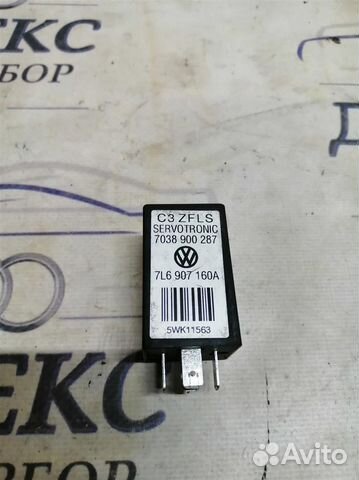 ЕКС
БОР
Д
C3 ZFLS
SERVOTRONIC
7038 900 287
7L6 907 160A
5WK11563
ЕКС
БОР
Avito